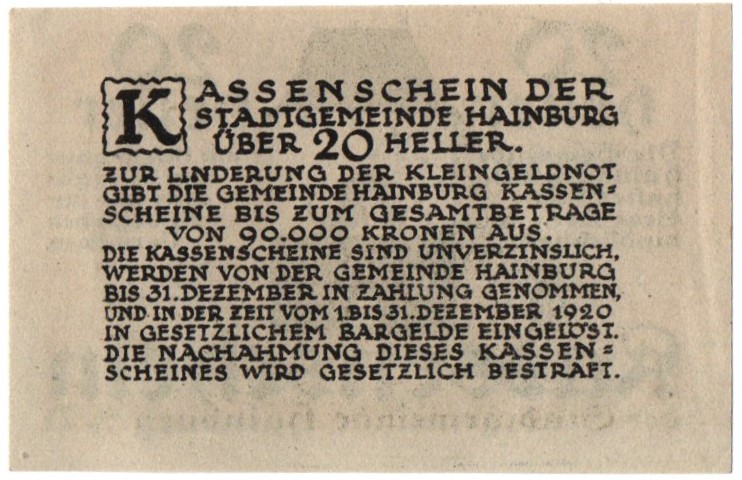 KASSENSCHEIN DER
STADTGEMEINDE HAINBURG
ÜBER 20 HELLER.
ZUR LINDERUNG DER KLEINGELDNOT
GIBT DIE GEMEINDE HAINBURG KASSEN=
SCHEINE BIS ZUM GESAMTBETRAGE
VON 90.000 KRONEN AUS.
DIE KASSENSCHEINE SIND UNVERZINSLICH,
WERDEN VON DER GEMEINDE HAINBURG
BIS 31. DEZEMBER IN ZAHLUNG GENOMMEN,
UND IN DER ZEIT VOM 1. BIS 31. DEZEMBER 1920
IN GESETZLICHEM BARGELDE EINGELÖST.
DIE NACHAHMUNG DIESES KASSEN=
SCHEINES WIRD GESETZLICH BESTRAFT.